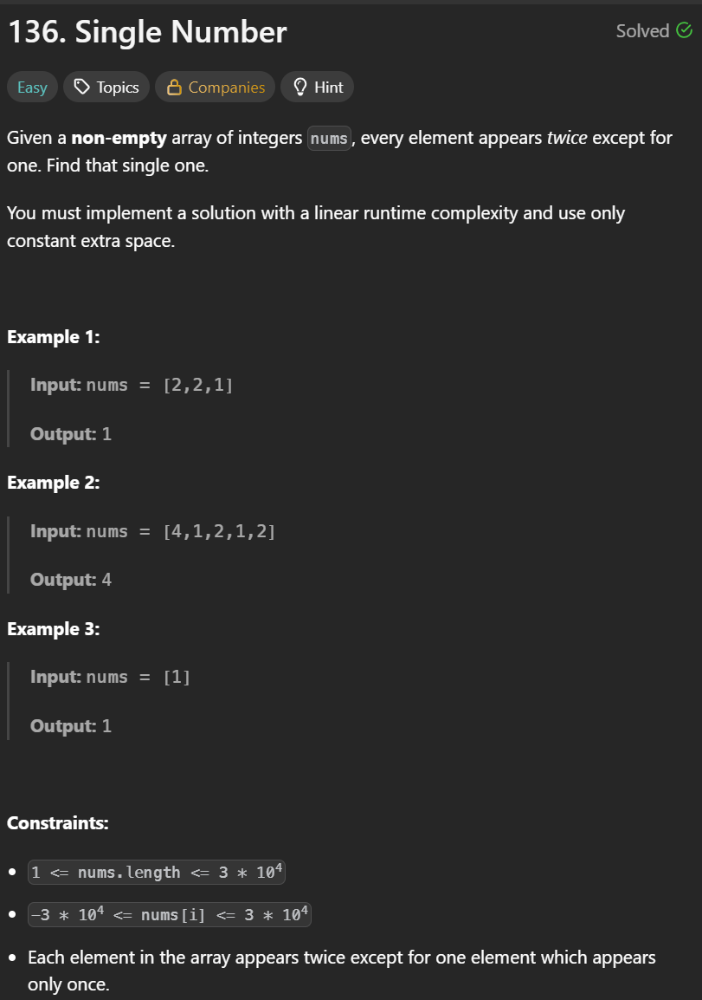 136. Single Number
Solved
Easy
Topics
Companies
Hint
Given a non-empty array of integers nums, every element appears twice except for
one. Find that single one.
You must implement a solution with a linear runtime complexity and use only
constant extra space.
Example 1:
Input: nums = [2,2,1]
Output: 1
Example 2:
Input: nums = [4,1,2,1,2]
Output: 4
Example 3:
Input: nums = [1]
Output: 1
Constraints:
• 1 <= nums.length <= 3 * 10⁴
• -3 * 10⁴ <= nums[i] <= 3 * 10⁴
• Each element in the array appears twice except for one element which appears
only once.